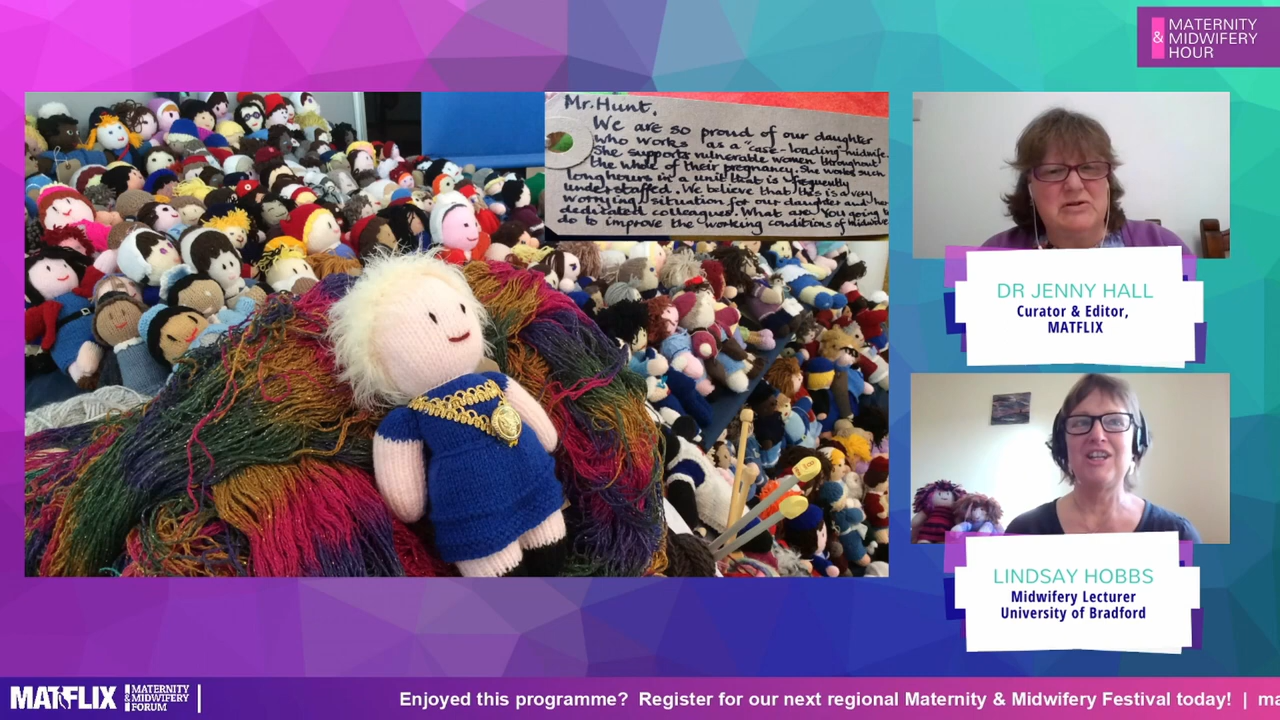 MATERNITY
& MIDWIFERY
HOUR
Mr. Hunt,
We are so proud of our daughter
who works as a "case-loading-midwife.
She supports vulnerable women throughout
the whole of their pregnancy. She works such
long hours in a unit that is frequently
understaffed. We believe that this is a very
worrying situation for our daughter and her
dedicated colleagues. What are you going
to do to improve the working conditions of
DR JENNY HALL
Curator & Editor,
MATFLIX
LINDSAY HOBBS
Midwifery Lecturer
University of Bradford
MATFLIX
MATERNITY
& MIDWIFERY
FORUM
Enjoyed this programme? Register for our next regional Maternity & Midwifery Festival today! | ma